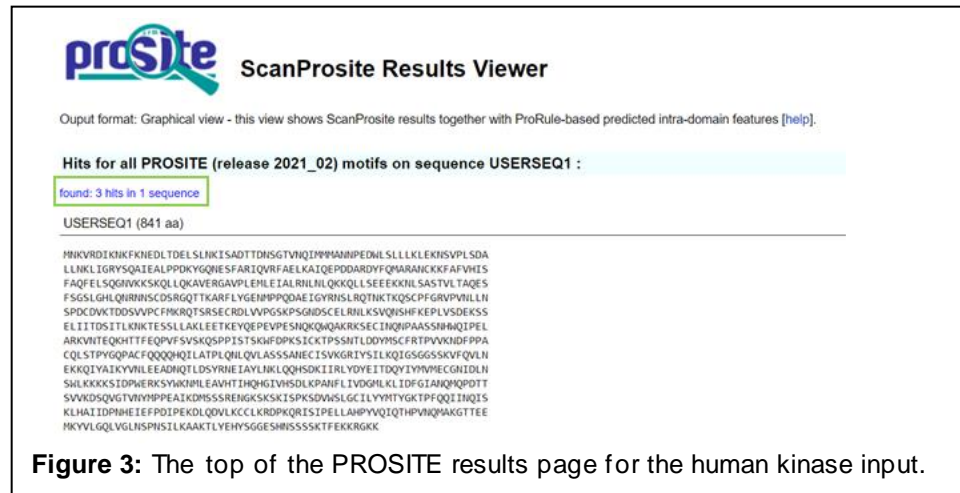 prosite
ScanProsite Results Viewer
Ouput format: Graphical view - this view shows ScanProsite results together with ProRule-based predicted intra-domain features [help].
Hits for all PROSITE (release 2021_02) motifs on sequence USERSEQ1 :
found: 3 hits in 1 sequence
USERSEQ1 (841 aa)
MNKVRDIKNKFKNEDLTDELSLNKISADTTDNSGTVNQIMMMANNPEDWLSLLLKLEKNSVPLSDA
LLNKLIGRYSQAIEALPPDKYGQNESFARIQVRFAELKAIQEPDDARDYFQMARANCKKFAFVHIS
FAQFELSQGNVKKSKQLLQKAVERGAVPLEMLEIALRNLNLQKKQLLSEEEKKNLSASTVLTAQES
FSGSLGHLQNRNNSCDSRGQTTKARFLYGENMPPQDAEIGYRNSLRQTNKTKQSCPFGRVPVNLLN
SPDCDVKTDDSVVPCFMKRQTSRSECRDLVVPGSKPSGNDSCELRNLKSVQNSHFKEPLVSDEKSS
ELIITDSITLKNKTESSLLAKLEETKEYQEPEVPESNQKQWQAKRKSECINQNPAASSNHWQIPEL
ARKVNTEQKHTTFEQPVFSVSKQSPPISTSKWFDPKSICKTPSSNTLDDYMSCFRTPVVKNDFPPA
CQLSTPYGQPACFQQQQHQILATPLQNLQVLASSSANECISVKGRIYSILKQIGSGGSSKVFQVLN
EKKQIYAIKYVNLEEADNQTLDSYRNEIAYLNKLQQHSDKIIRLYDYEITDQYIYMVMECGNIDLN
SWLKKKKSIDPWERKSYWKNMLEAVHTIHQHGIVHSDLKPANFLIVDGMLKLIDFGIANQMQPDTT
SVVKDSQVGTVNYMPPEAIKDMSSSRENGKSKSKISPKSDVWSLGCILYYMTYGKTPFQQIINQIS
KLHAIIDPNHEIEFPDIPEKDLQDVLKCCLKRDPKQRISIPELLAHPYVQIQTHPVNQMAKGTTEE
MKYVLGQLVGLNSPNSILKAAKTLYEHYSGGESHNSSSSKTFEKKRGKK
Figure 3: The top of the PROSITE results page for the human kinase input.